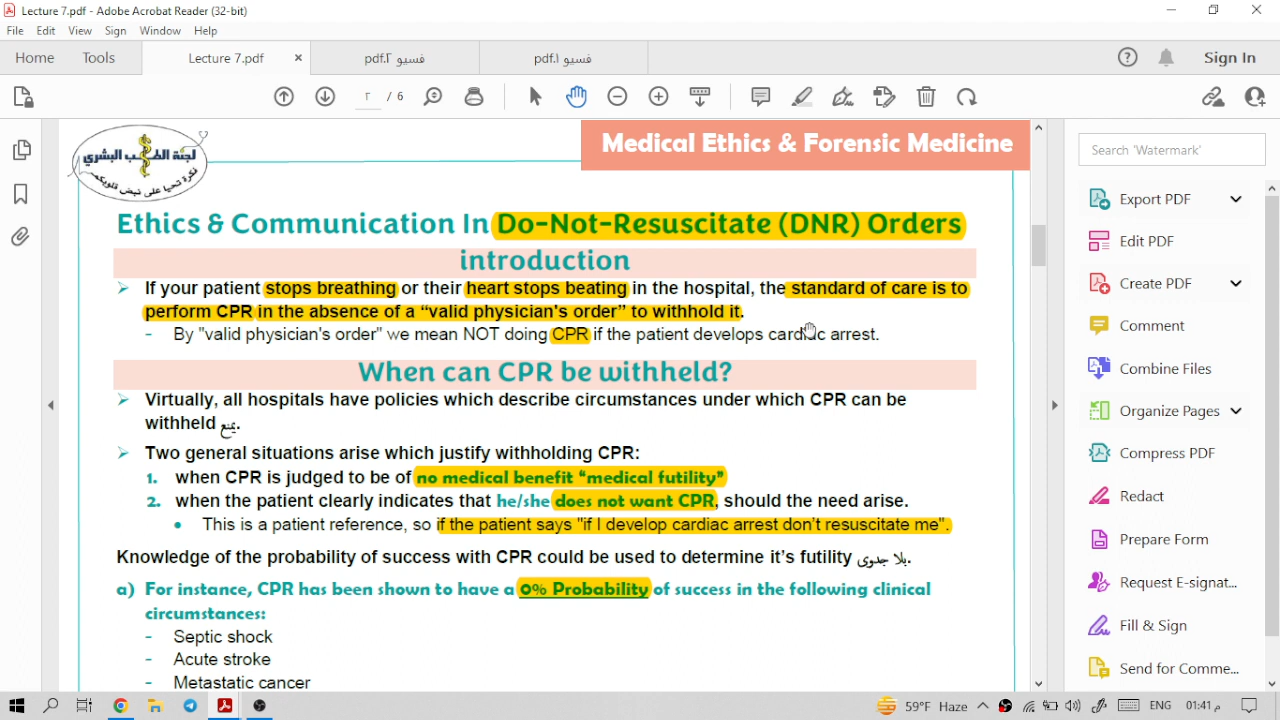 Lecture 7.pdf - Adobe Acrobat Reader (32-bit)
File Edit View Sign Window Help
Home Tools Lecture 7.pdf × فسيو ٢.pdf فسيو ١.pdf Sign In
٢ / 6
لجنة الطب البشري
فكرة تحيا على نبض قلوبكم
Medical Ethics & Forensic Medicine
Ethics & Communication In Do-Not-Resuscitate (DNR) Orders
introduction
➢ If your patient stops breathing or their heart stops beating in the hospital, the standard of care is to
perform CPR in the absence of a “valid physician's order” to withhold it.
- By "valid physician's order” we mean NOT doing CPR if the patient develops cardiac arrest.
When can CPR be withheld?
➢ Virtually, all hospitals have policies which describe circumstances under which CPR can be
withheld يمنع.
➢ Two general situations arise which justify withholding CPR:
1. when CPR is judged to be of no medical benefit “medical futility”
2. when the patient clearly indicates that he/she does not want CPR, should the need arise.
• This is a patient reference, so if the patient says "if I develop cardiac arrest don’t resuscitate me".
Knowledge of the probability of success with CPR could be used to determine it’s futility بلا جدوى.
a) For instance, CPR has been shown to have a 0% Probability of success in the following clinical
circumstances:
- Septic shock
- Acute stroke
- Metastatic cancer
Search 'Watermark'
Export PDF
Edit PDF
Create PDF
Comment
Combine Files
Organize Pages
Compress PDF
Redact
Prepare Form
Request E-signat...
Fill & Sign
Send for Comme...
59°F Haze ENG 01:41 م